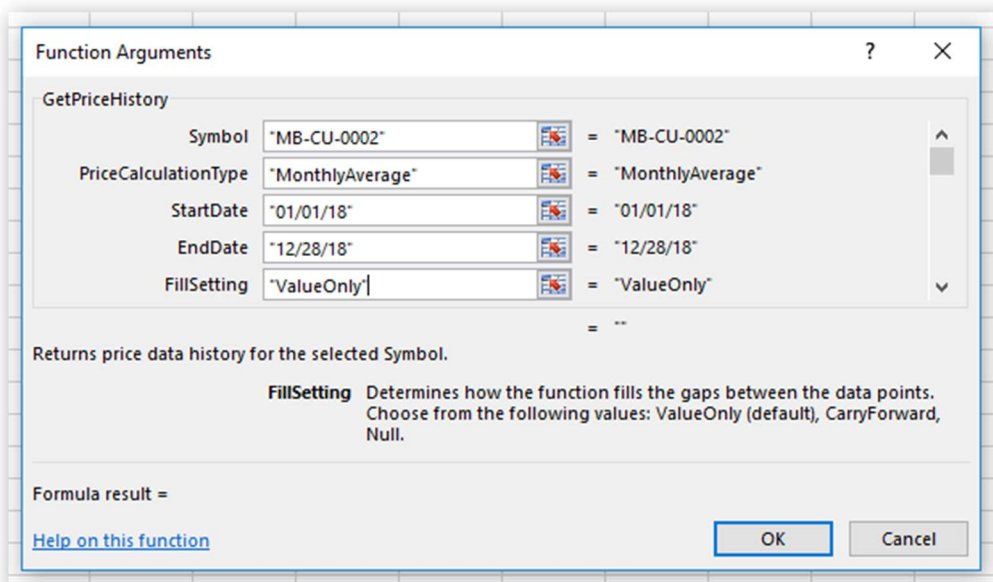 Function Arguments ? ×
GetPriceHistory
Symbol "MB-CU-0002" = "MB-CU-0002"
PriceCalculationType "MonthlyAverage" = "MonthlyAverage"
StartDate "01/01/18" = "01/01/18"
EndDate "12/28/18" = "12/28/18"
FillSetting "ValueOnly" = "ValueOnly"
= ""
Returns price data history for the selected Symbol.
FillSetting Determines how the function fills the gaps between the data points.
Choose from the following values: ValueOnly (default), CarryForward,
Null.
Formula result =
Help on this function OK Cancel